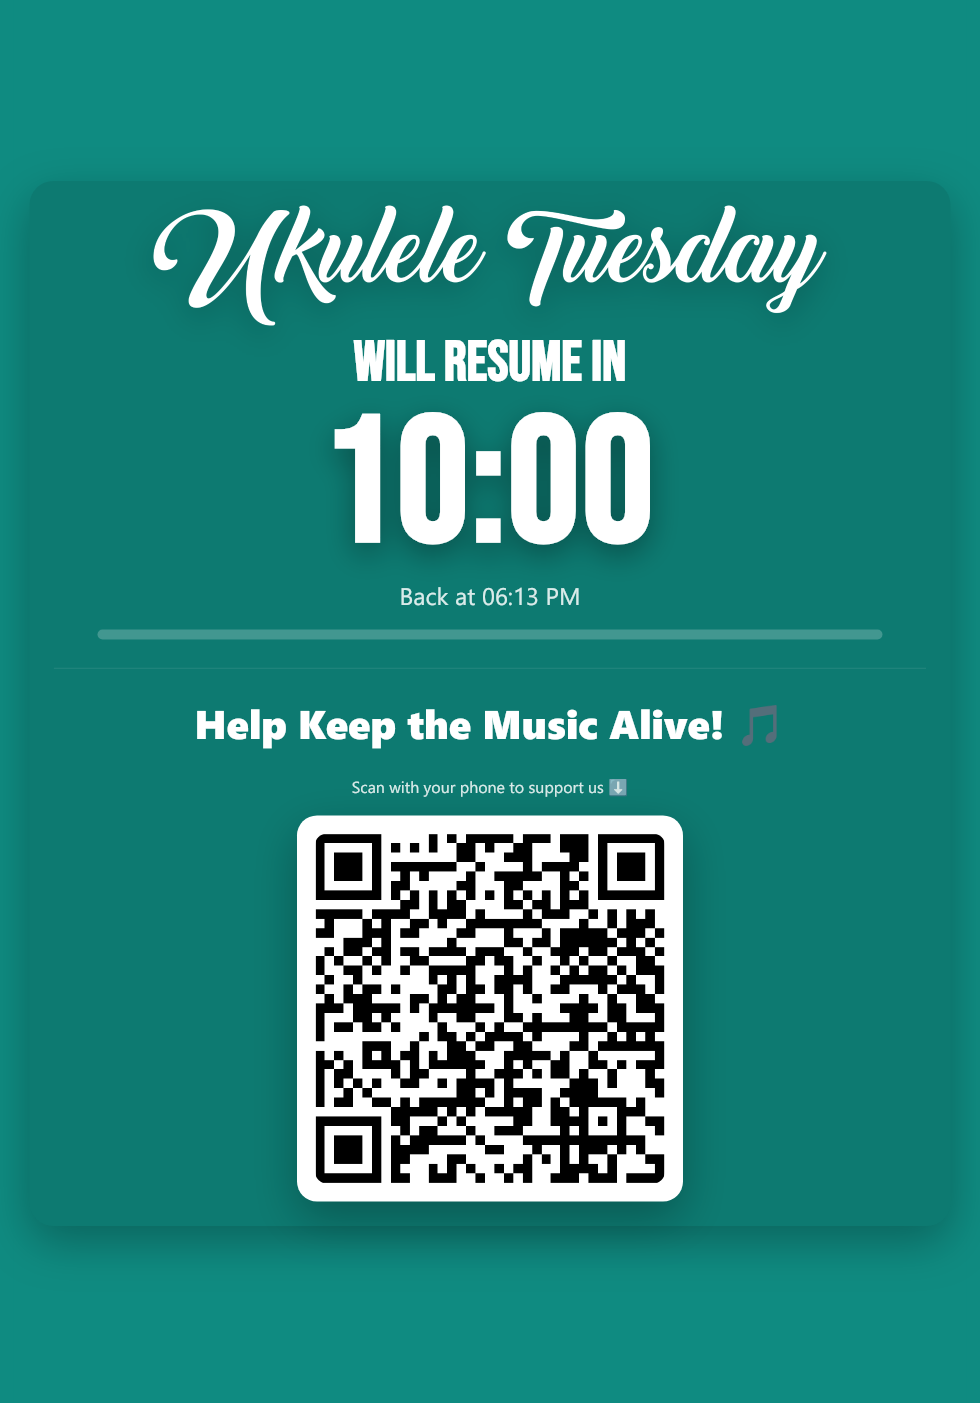 Ukulele Tuesday
WILL RESUME IN
10:00
Back at 06:13 PM
Help Keep the Music Alive! 🎵
Scan with your phone to support us ⬇️